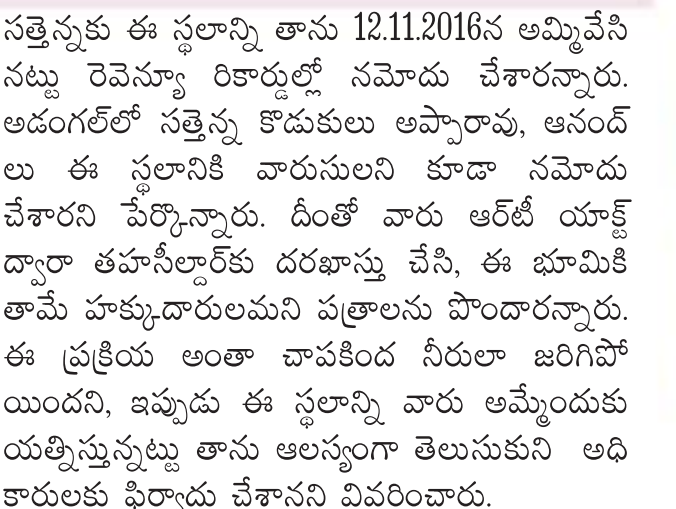 సత్తెన్నకు ఈ స్థలాన్ని తాను 12.11.2016న అమ్మివేసి
నట్టు రెవెన్యూ రికార్డుల్లో నమోదు చేశారన్నారు.
అడంగల్‌లో సత్తెన్న కొడుకులు అప్పారావు, ఆనంద్
లు ఈ స్థలానికి వారుసులని కూడా నమోదు
చేశారని పేర్కొన్నారు. దీంతో వారు ఆర్‌టీ యాక్ట్
ద్వారా తహసీల్దార్‌కు దరఖాస్తు చేసి, ఈ భూమికి
తామే హక్కుదారులమని పత్రాలను పొందారన్నారు.
ఈ ప్రక్రియ అంతా చాపకింద నీరులా జరిగిపో
యిందని, ఇప్పుడు ఈ స్థలాన్ని వారు అమ్మేందుకు
యత్నిస్తున్నట్టు తాను ఆలస్యంగా తెలుసుకుని అధి
కారులకు ఫిర్యాదు చేశానని వివరించారు.